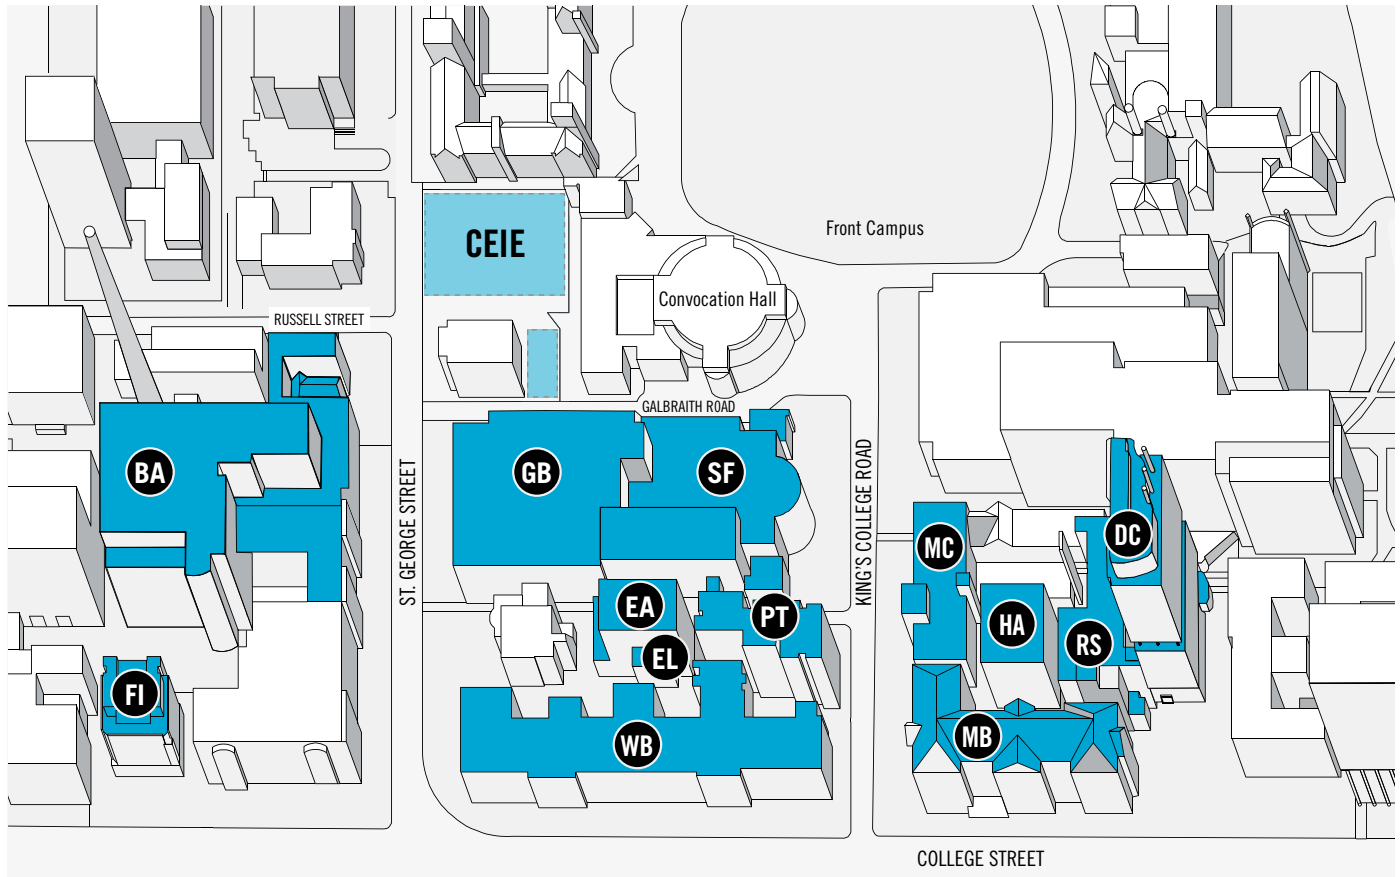 Front Campus
CEIE
Convocation Hall
RUSSELL STREET
GALBRAITH ROAD
BA
GB
SF
ST. GEORGE STREET
KING'S COLLEGE ROAD
DC
MC
EA
PT
HA
RS
EL
FI
WB
MB
COLLEGE STREET